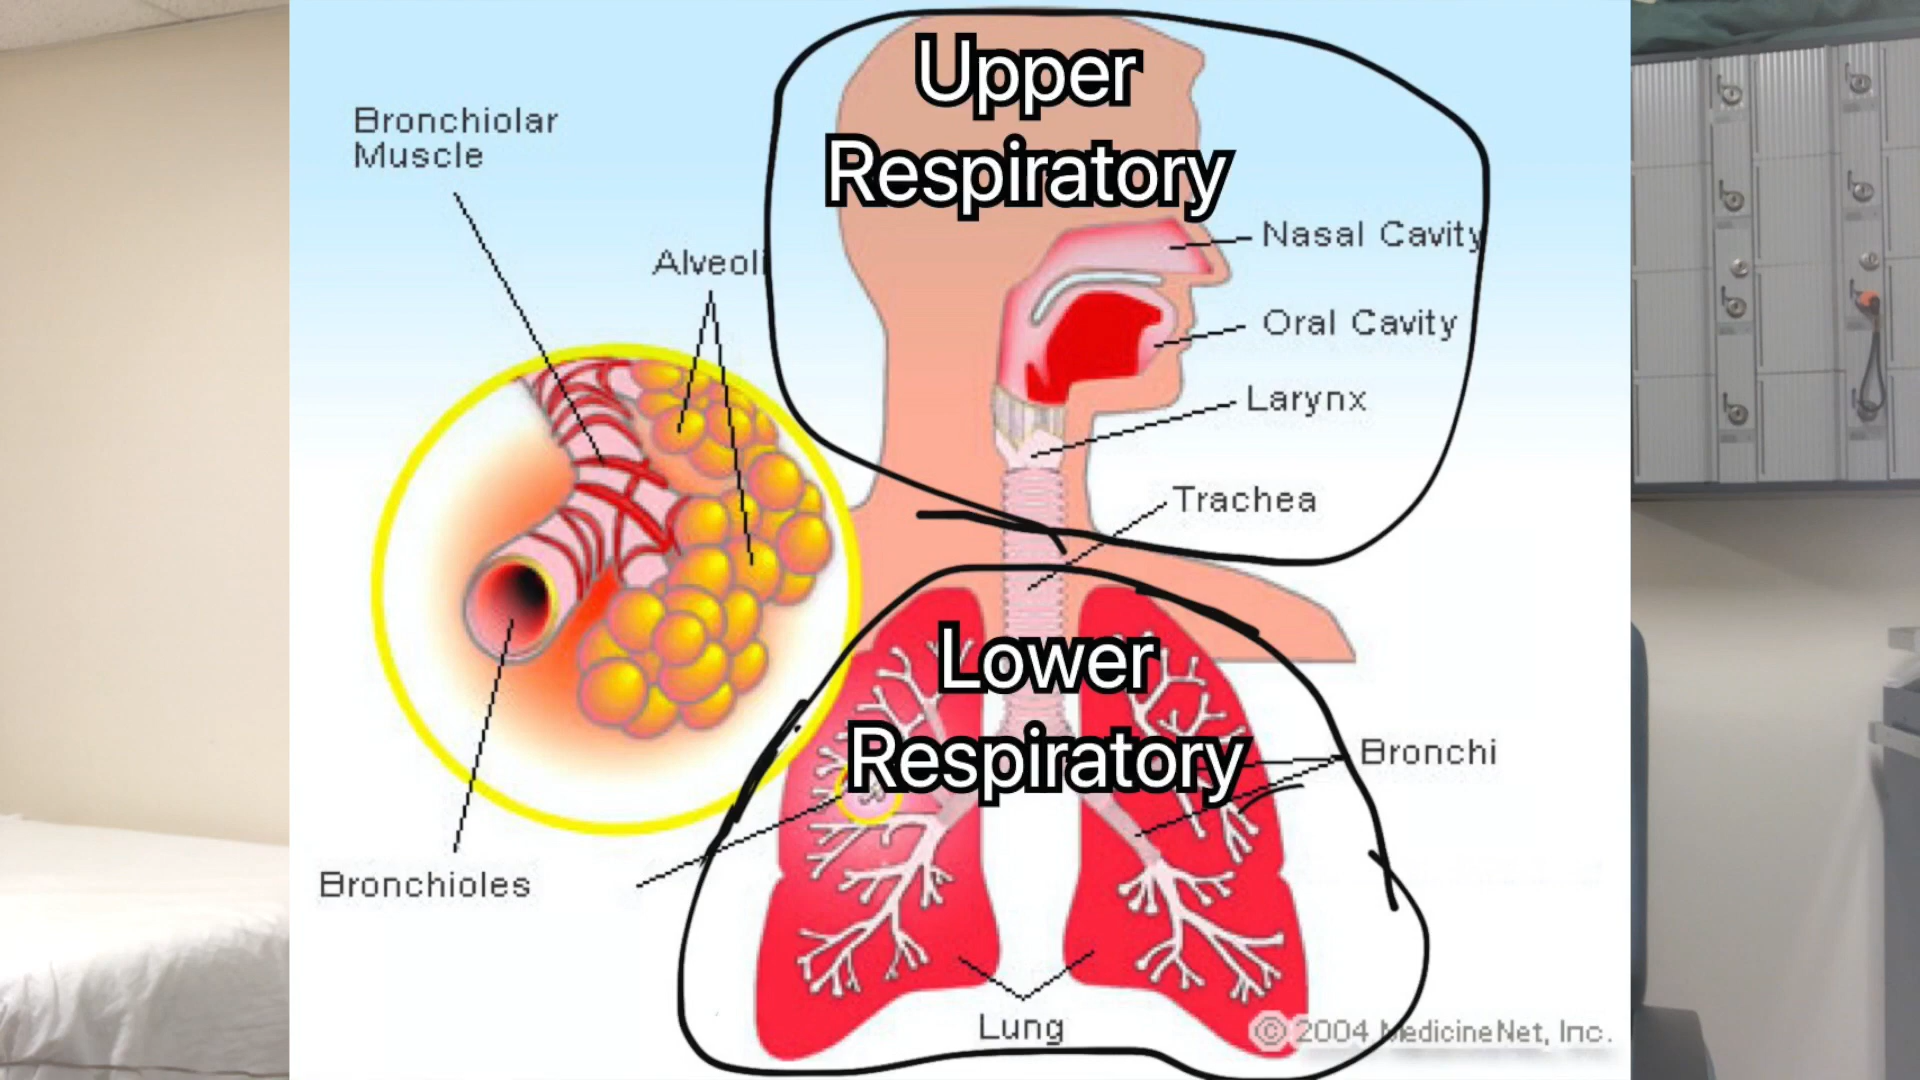 Upper
Respiratory
Bronchiolar
Muscle
Alveoli
Nasal Cavity
Oral Cavity
Larynx
Trachea
Lower
Respiratory
Bronchi
Bronchioles
Lung
© 2004 MedicineNet, Inc.